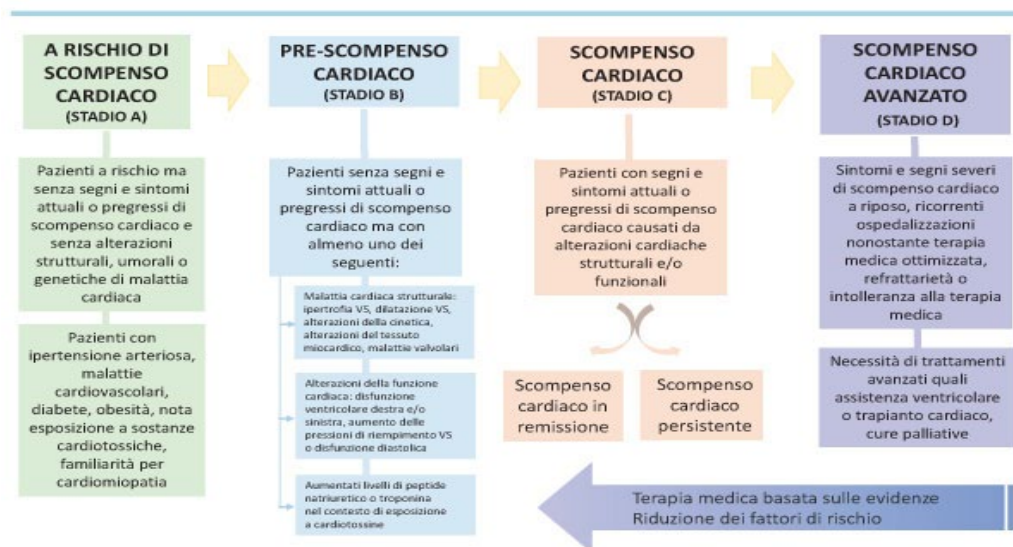 A RISCHIO DI
SCOMPENSO
CARDIACO
(STADIO A)
Pazienti a rischio ma
senza segni e sintomi
attuali o pregressi di
scompenso cardiaco e
senza alterazioni
strutturali, umorali o
genetiche di malattia
cardiaca
Pazienti con
ipertensione arteriosa,
malattie
cardiovascolari,
diabete, obesità, nota
esposizione a sostanze
cardiotossiche,
familiarità per
cardiomiopatia
PRE-SCOMPENSO
CARDIACO
(STADIO B)
Pazienti senza segni e
sintomi attuali o
pregressi di scompenso
cardiaco ma con
almeno uno dei
seguenti:
Malattia cardiaca strutturale:
ipertrofia VS, dilatazione VS,
alterazioni della cinetica,
alterazioni del tessuto
miocardico, malattie valvolari
Alterazioni della funzione
cardiaca: disfunzione
ventricolare destra e/o
sinistra, aumento delle
pressioni di riempimento VS
o disfunzione diastolica
Aumentati livelli di peptide
natriuretico o troponina
nel contesto di esposizione
a cardiotossine
SCOMPENSO
CARDIACO
(STADIO C)
Pazienti con segni e
sintomi attuali o
pregressi di scompenso
cardiaco causati da
alterazioni cardiache
strutturali e/o
funzionali
Scompenso
cardiaco in
remissione
Scompenso
cardiaco
persistente
SCOMPENSO
CARDIACO
AVANZATO
(STADIO D)
Sintomi e segni severi
di scompenso cardiaco
a riposo, ricorrenti
ospedalizzazioni
nonostante terapia
medica ottimizzata,
refrattarietà o
intolleranza alla terapia
medica
Necessità di trattamenti
avanzati quali
assistenza ventricolare
o trapianto cardiaco,
cure palliative
Terapia medica basata sulle evidenze
Riduzione dei fattori di rischio